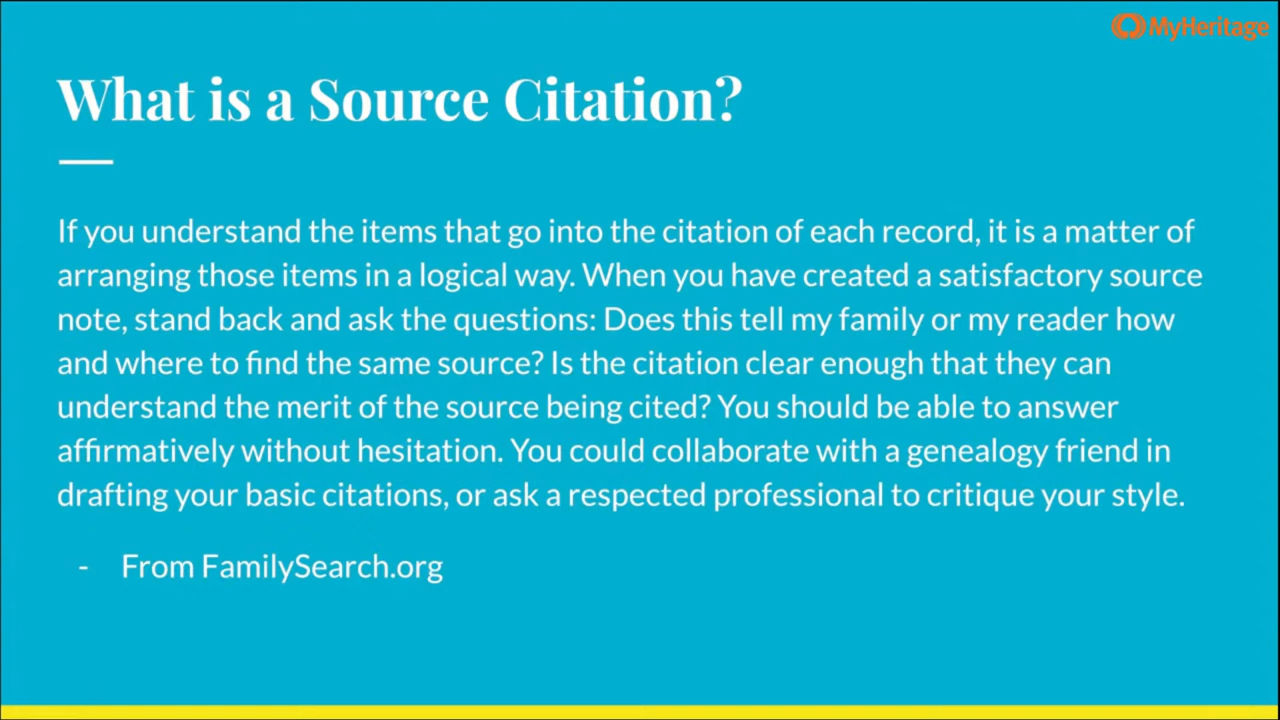 MyHeritage
What is a Source Citation?
If you understand the items that go into the citation of each record, it is a matter of
arranging those items in a logical way. When you have created a satisfactory source
note, stand back and ask the questions: Does this tell my family or my reader how
and where to find the same source? Is the citation clear enough that they can
understand the merit of the source being cited? You should be able to answer
affirmatively without hesitation. You could collaborate with a genealogy friend in
drafting your basic citations, or ask a respected professional to critique your style.
- From FamilySearch.org